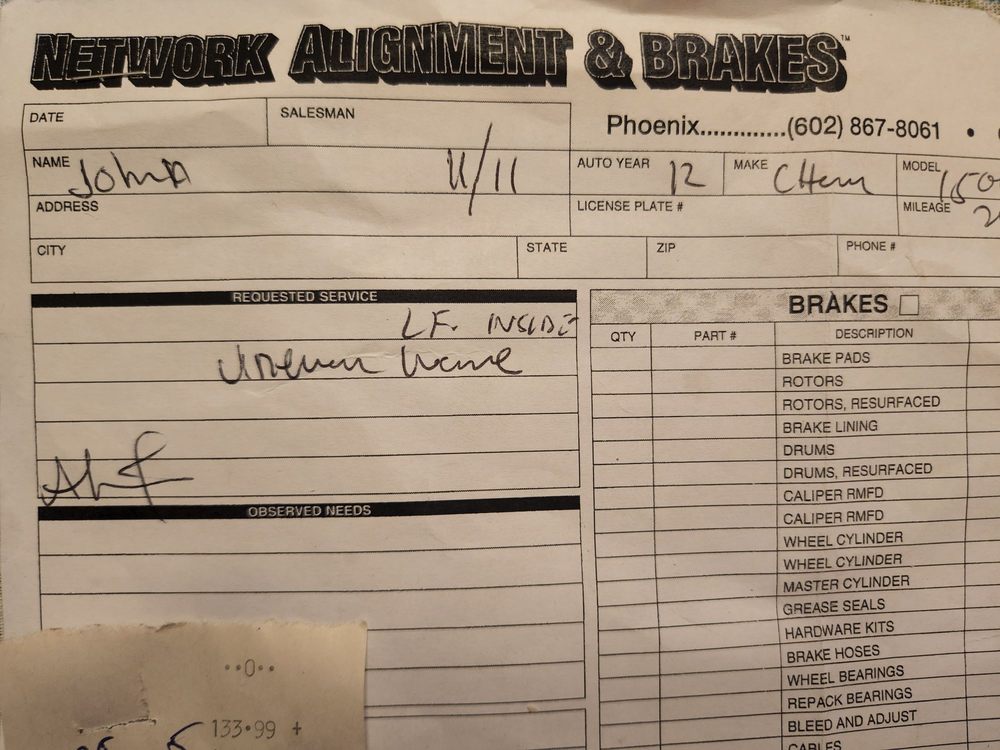 NETWORK ALIGNMENT & BRAKES™
DATE
SALESMAN
Phoenix.............(602) 867-8061 •
NAME John 11/11
AUTO YEAR 12
MAKE
MODEL 150
ADDRESS
LICENSE PLATE #
MILEAGE 2
CITY
STATE
ZIP
PHONE #
REQUESTED SERVICE
LF. INSIDE
OBSERVED NEEDS
BRAKES
QTY PART # DESCRIPTION
BRAKE PADS
ROTORS
ROTORS, RESURFACED
BRAKE LINING
DRUMS
DRUMS, RESURFACED
CALIPER RMFD
CALIPER RMFD
WHEEL CYLINDER
WHEEL CYLINDER
MASTER CYLINDER
GREASE SEALS
HARDWARE KITS
BRAKE HOSES
WHEEL BEARINGS
REPACK BEARINGS
BLEED AND ADJUST
CABLES
••0••
133•99 +